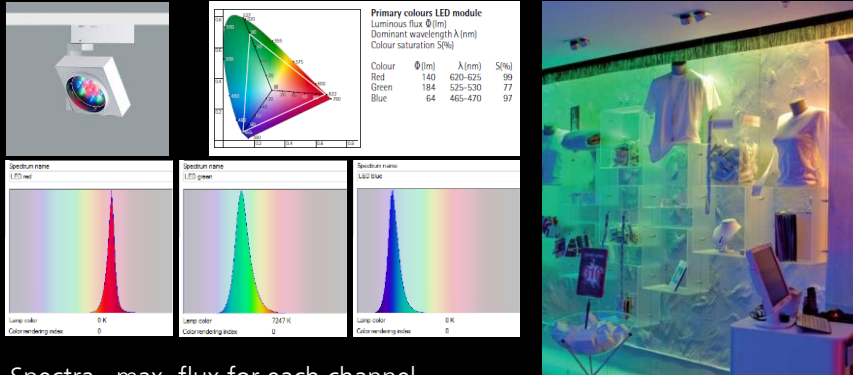 Primary colours LED module
Luminous flux Φ (lm)
Dominant wavelength λ (nm)
Colour saturation S(%)
Colour Φ(lm) λ(nm) S(%)
Red 140 620-625 99
Green 184 525-530 77
Blue 64 465-470 97
Spectrum name
LED red
Lamp color 0 K
Color rendering index 0
Spectrum name
LED green
Lamp color 7247 K
Color rendering index 0
Spectrum name
LED blue
Lamp color 0 K
Color rendering index 0
Spectra - max. flux for each channel